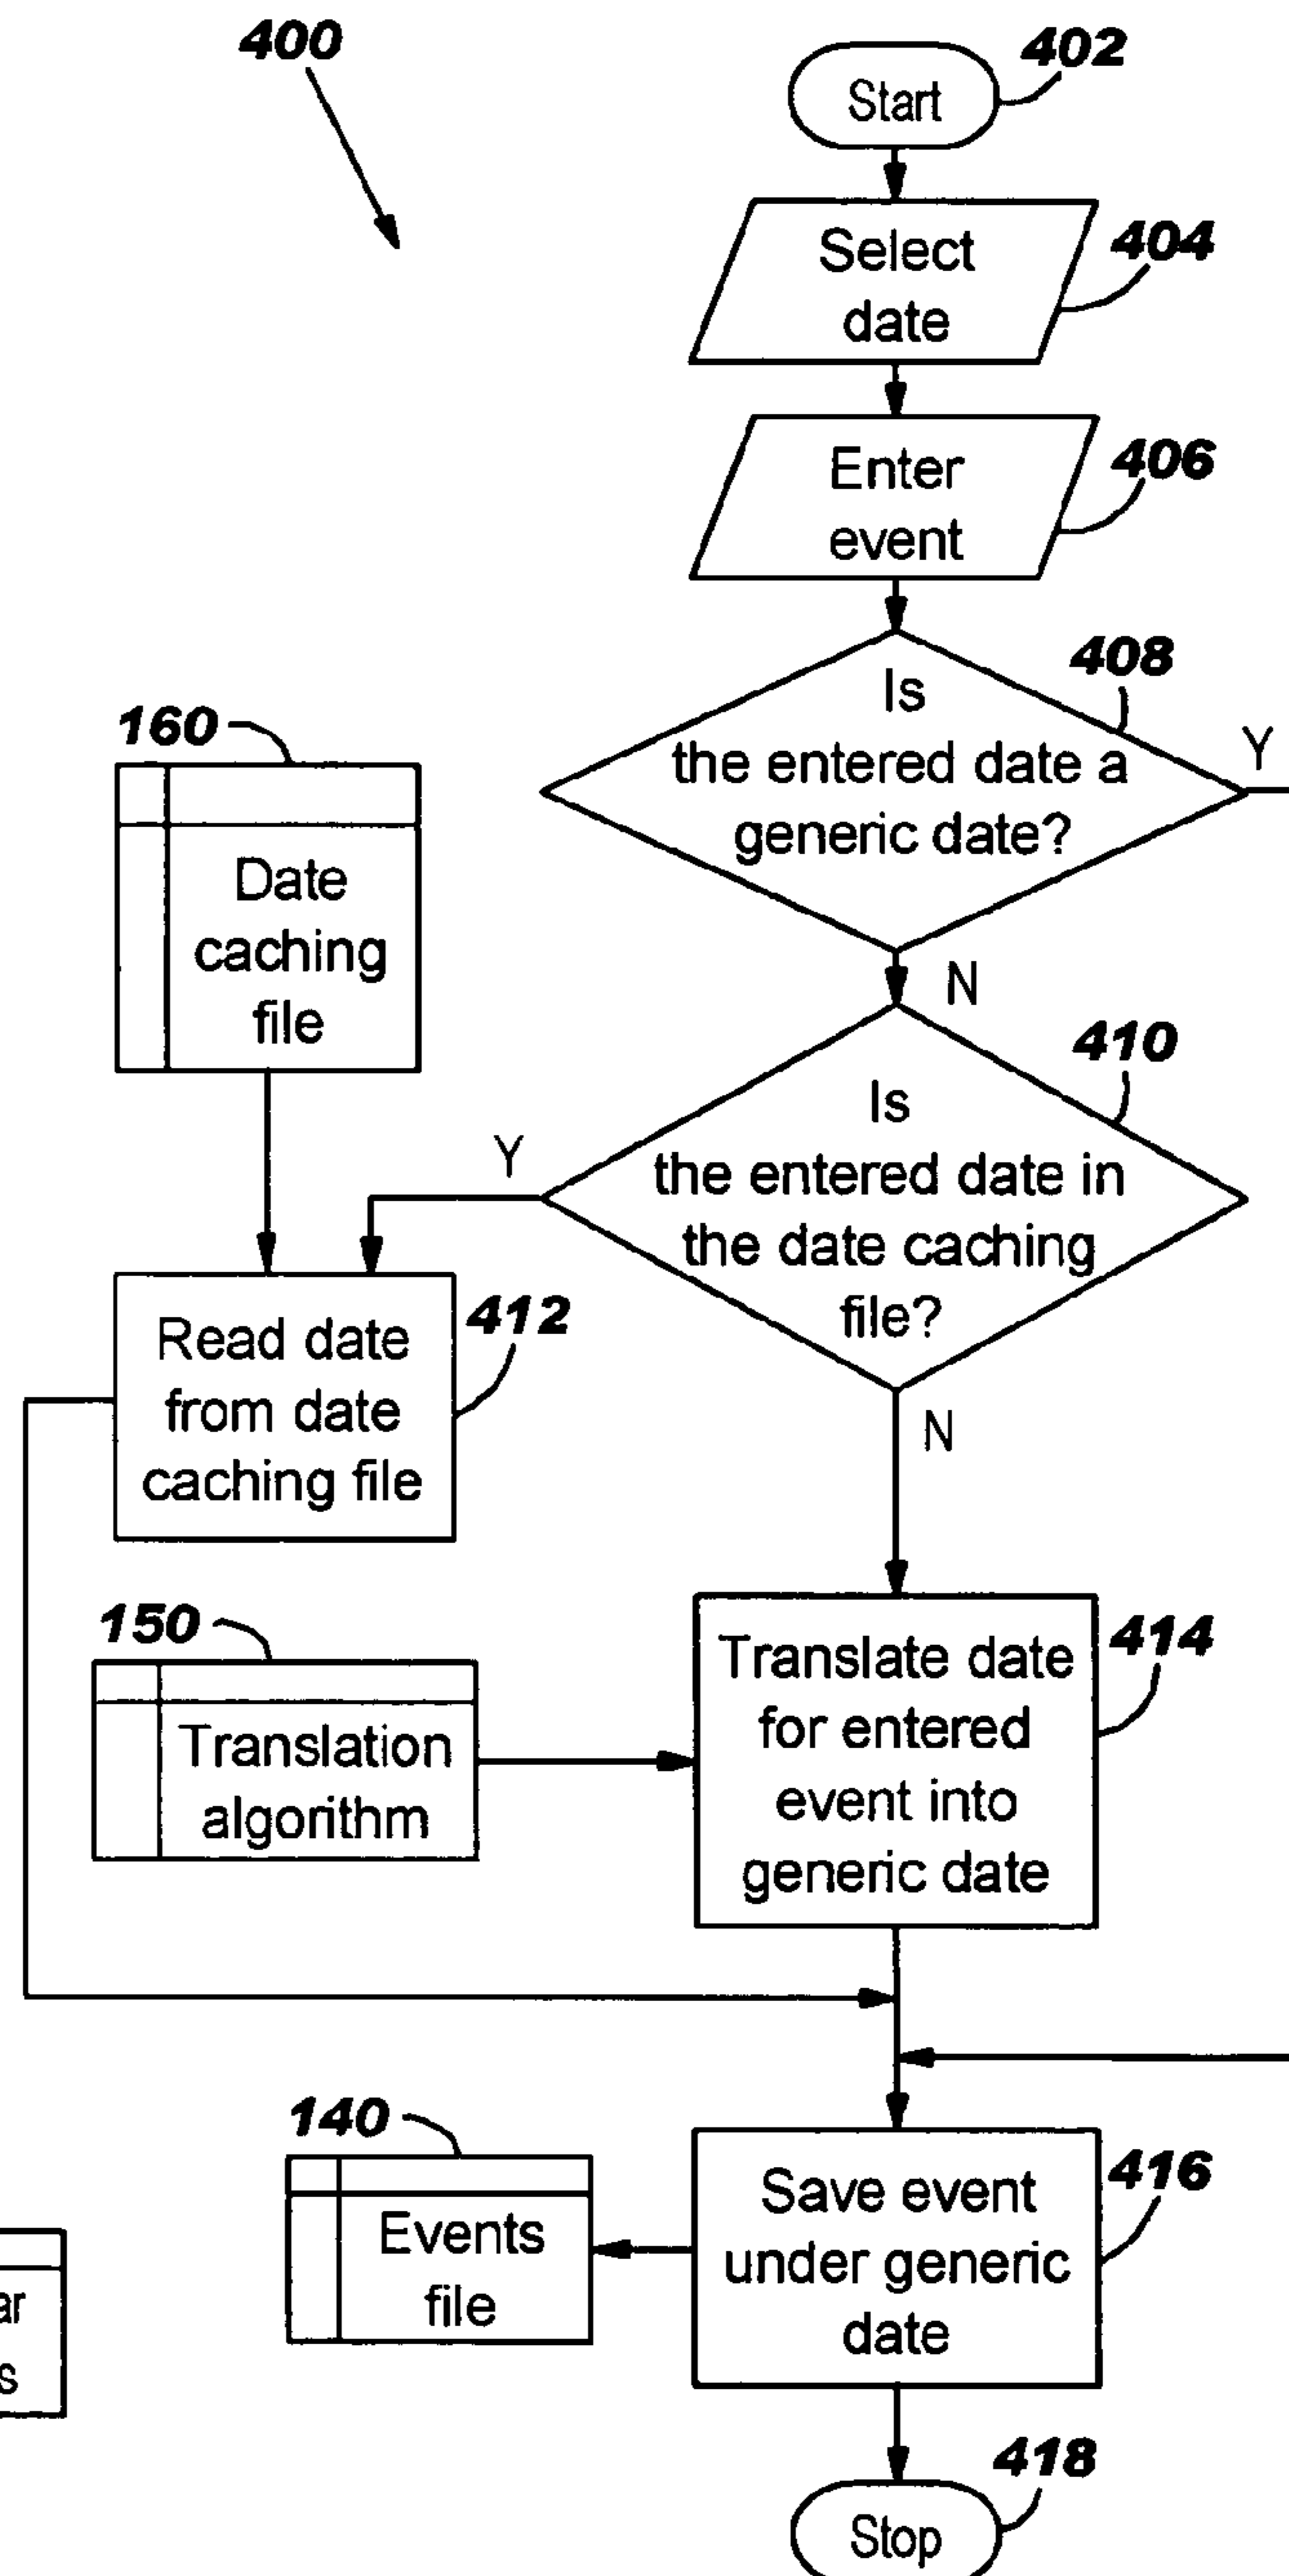 400
402
Start
404
Select
date
406
Enter
event
408
Is
the entered date a
generic date?
Y
N
160
Date
caching
file
410
Is
the entered date in
the date caching
file?
Y
N
412
Read date
from date
caching file
150
Translation
algorithm
414
Translate date
for entered
event into
generic date
140
Events
file
416
Save event
under generic
date
418
Stop